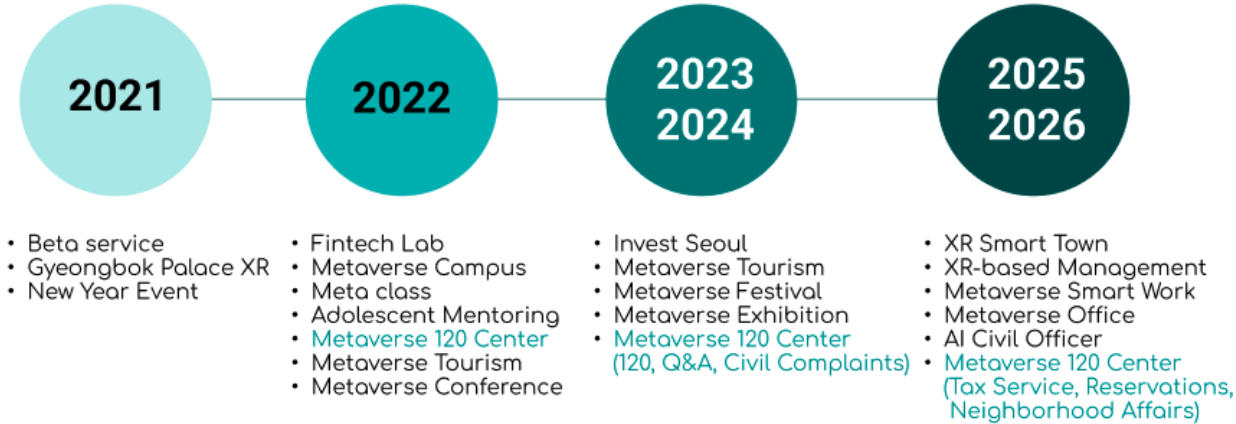 2021
2022
2023
2024
2025
2026
• Beta service
• Gyeongbok Palace XR
• New Year Event
• Fintech Lab
• Metaverse Campus
• Meta class
• Adolescent Mentoring
• Metaverse 120 Center
• Metaverse Tourism
• Metaverse Conference
• Invest Seoul
• Metaverse Tourism
• Metaverse Festival
• Metaverse Exhibition
• Metaverse 120 Center
(120, Q&A, Civil Complaints)
• XR Smart Town
• XR-based Management
• Metaverse Smart Work
• Metaverse Office
• AI Civil Officer
• Metaverse 120 Center
(Tax Service, Reservations,
Neighborhood Affairs)